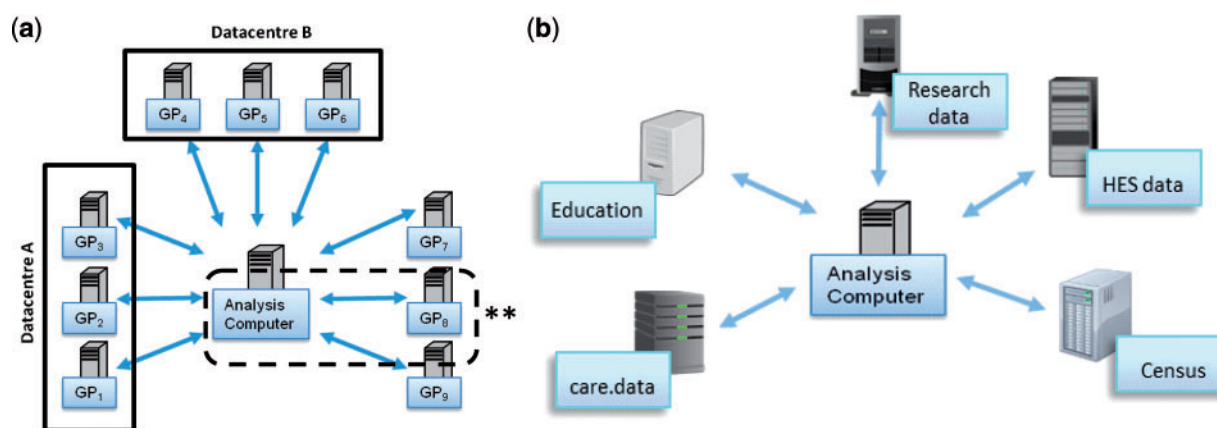 (a)
Datacentre B
GP₄
GP₅
GP₆
Datacentre A
GP₃
GP₂
GP₁
Analysis
Computer
GP₇
GP₈
GP₉
**
(b)
Research
data
Education
HES data
Analysis
Computer
care.data
Census